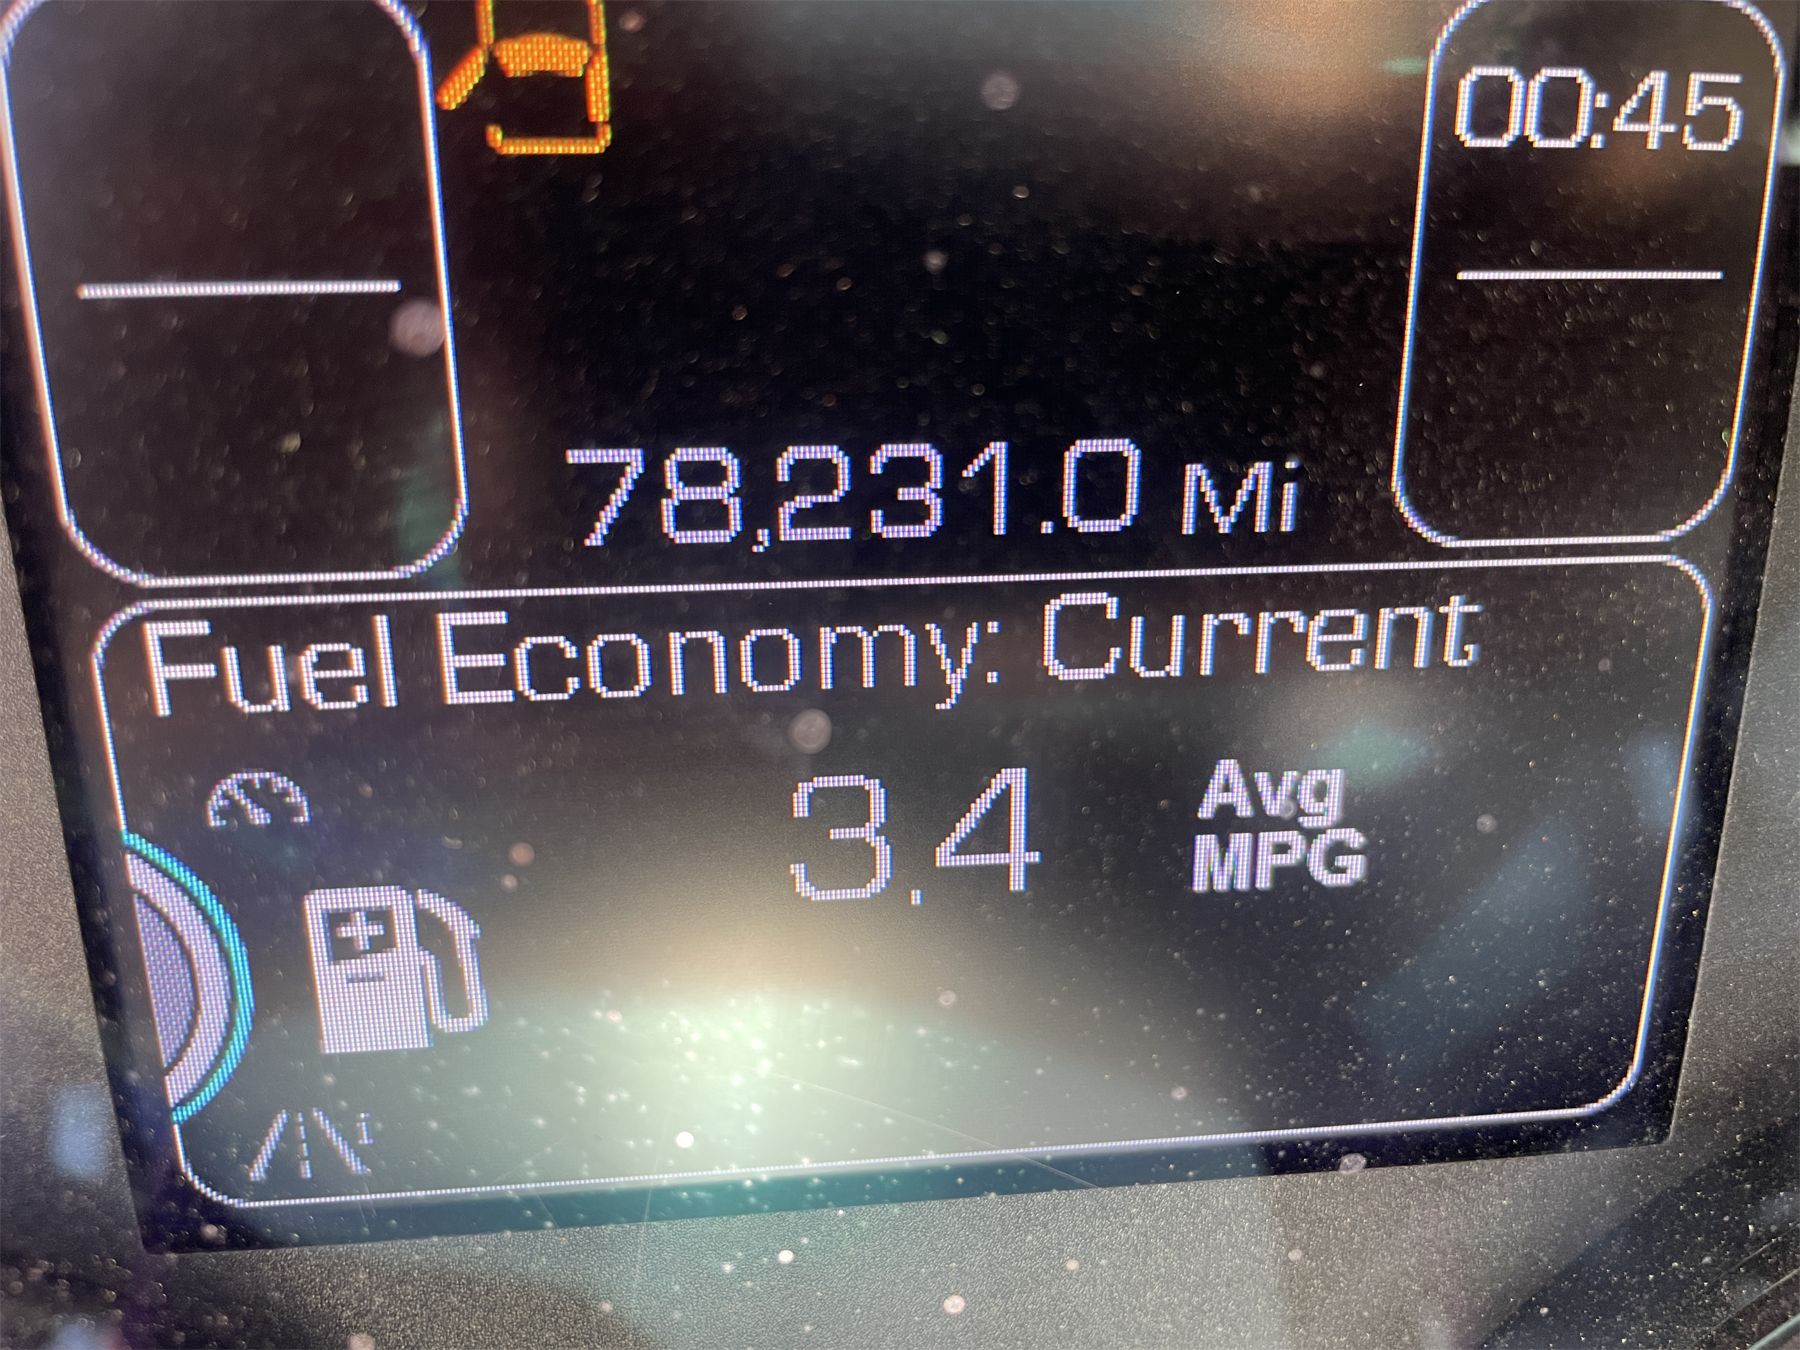 00:45
78,231.0 Mi
Fuel Economy: Current
3.4 Avg
MPG
i